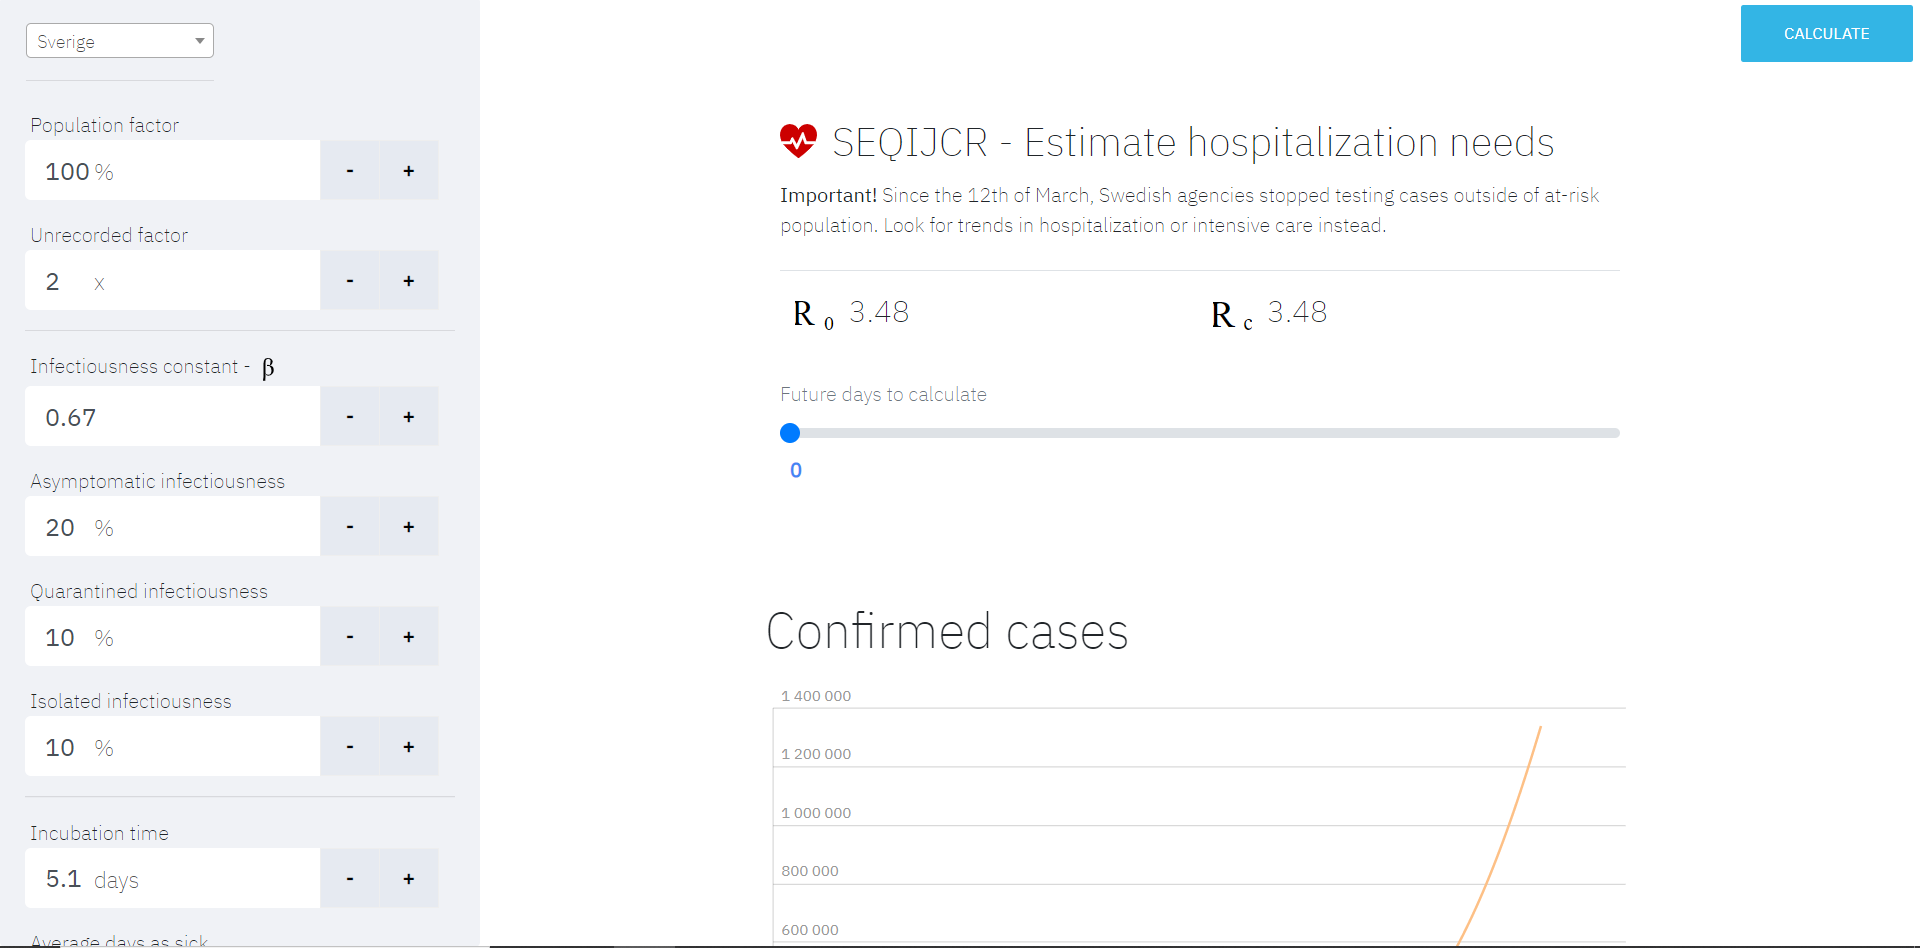 Sverige
Population factor
100 %
- +
Unrecorded factor
2 x
- +
Infectiousness constant - β
0.67
- +
Asymptomatic infectiousness
20 %
- +
Quarantined infectiousness
10 %
- +
Isolated infectiousness
10 %
- +
Incubation time
5.1 days
- +
Average days as sick
CALCULATE
SEQIJCR - Estimate hospitalization needs
Important! Since the 12th of March, Swedish agencies stopped testing cases outside of at-risk
population. Look for trends in hospitalization or intensive care instead.
R 0 3.48
R c 3.48
Future days to calculate
0
Confirmed cases
1 400 000
1 200 000
1 000 000
800 000
600 000